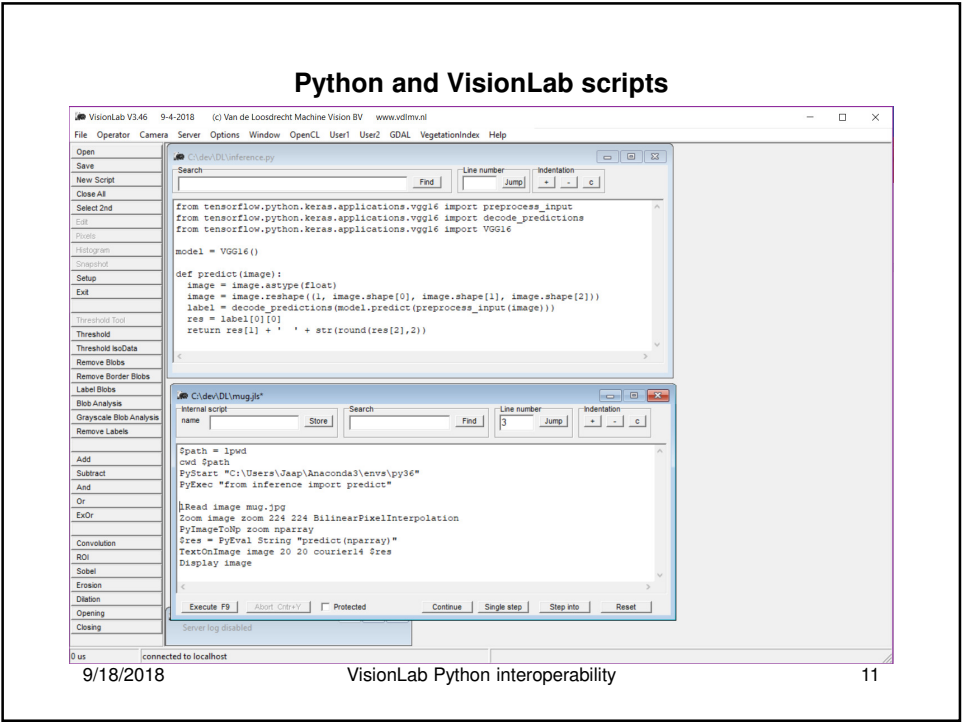 Python and VisionLab scripts
VisionLab V3.46 9-4-2018 (c) Van de Loosdrecht Machine Vision BV www.vdlmv.nl
File Operator Camera Server Options Window OpenCL User1 User2 GDAL VegetationIndex Help
Open
Save
New Script
Close All
Select 2nd
Edit
Pixels
Histogram
Snapshot
Setup
Exit
Threshold Tool
Threshold
Threshold IsoData
Remove Blobs
Remove Border Blobs
Label Blobs
Blob Analysis
Grayscale Blob Analysis
Remove Labels
Add
Subtract
And
Or
ExOr
Convolution
ROI
Sobel
Erosion
Dilation
Opening
Closing
C:\dev\DL\inference.py
Search Line number Indentation
Find Jump + - c
from tensorflow.python.keras.applications.vgg16 import preprocess_input
from tensorflow.python.keras.applications.vgg16 import decode_predictions
from tensorflow.python.keras.applications.vgg16 import VGG16
model = VGG16()
def predict(image):
image = image.astype(float)
image = image.reshape((1, image.shape[0], image.shape[1], image.shape[2]))
label = decode_predictions(model.predict(preprocess_input(image)))
res = label[0][0]
return res[1] + ' ' + str(round(res[2],2))
C:\dev\DL\mug.jls*
Internal script Search Line number Indentation
name Store Find 3 Jump + - c
$path = lpwd
cwd $path
PyStart "C:\Users\Jaap\Anaconda3\envs\py36"
PyExec "from inference import predict"
lRead image mug.jpg
Zoom image zoom 224 224 BilinearPixelInterpolation
PyImageToNp zoom nparray
$res = PyEval String "predict(nparray)"
TextOnImage image 20 20 courier14 $res
Display image
Execute F9 Abort Cntr+Y Protected Continue Single step Step into Reset
Server log disabled
0 us connected to localhost
9/18/2018 VisionLab Python interoperability 11